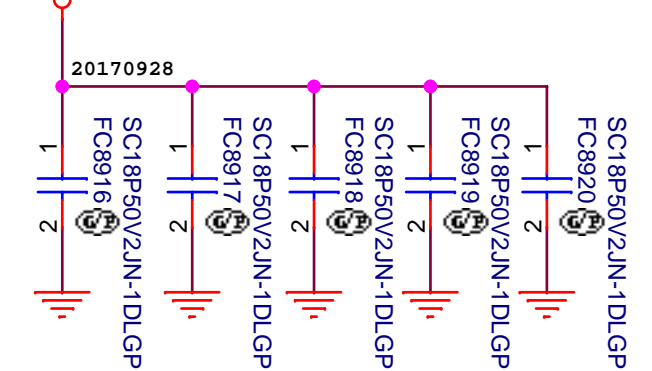 20170928
1
2
SC18P50V2JN-1DLGP
FC8916
G/P
1
2
SC18P50V2JN-1DLGP
FC8917
G/P
1
2
SC18P50V2JN-1DLGP
FC8918
G/P
1
2
SC18P50V2JN-1DLGP
FC8919
G/P
1
2
SC18P50V2JN-1DLGP
FC8920
G/P